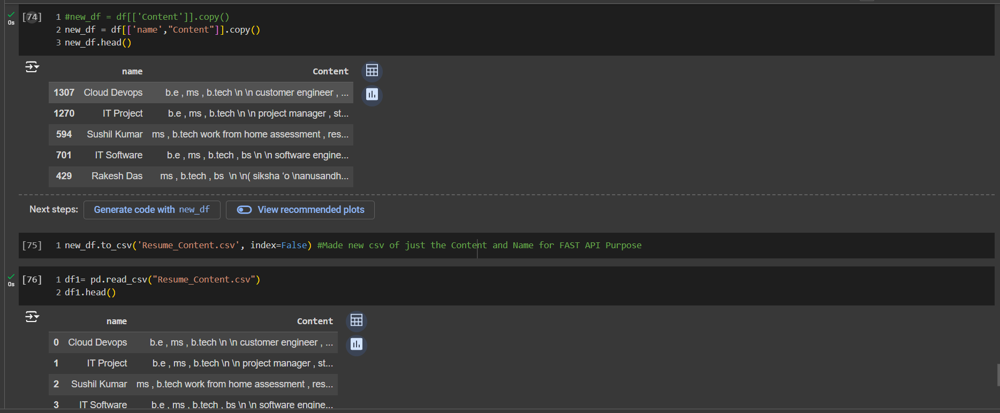 [74]
0s
1 #new_df = df[['Content']].copy()
2 new_df = df[['name',"Content"]].copy()
3 new_df.head()
name Content
1307 Cloud Devops b.e , ms , b.tech \n \n customer engineer , ...
1270 IT Project b.e , ms , b.tech \n \n project manager , st...
594 Sushil Kumar ms , b.tech work from home assessment , res...
701 IT Software b.e , ms , b.tech , bs \n \n software engine...
429 Rakesh Das ms , b.tech , bs \n \n( siksha ‘o \nanusandh...
Next steps: Generate code with new_df View recommended plots
[75] 1 new_df.to_csv('Resume_Content.csv', index=False) #Made new csv of just the Content and Name for FAST API Purpose
[76]
0s
1 df1= pd.read_csv("Resume_Content.csv")
2 df1.head()
name Content
0 Cloud Devops b.e , ms , b.tech \n \n customer engineer , ...
1 IT Project b.e , ms , b.tech \n \n project manager , st...
2 Sushil Kumar ms , b.tech work from home assessment , res...
3 IT Software b.e , ms , b.tech , bs \n \n software engine...